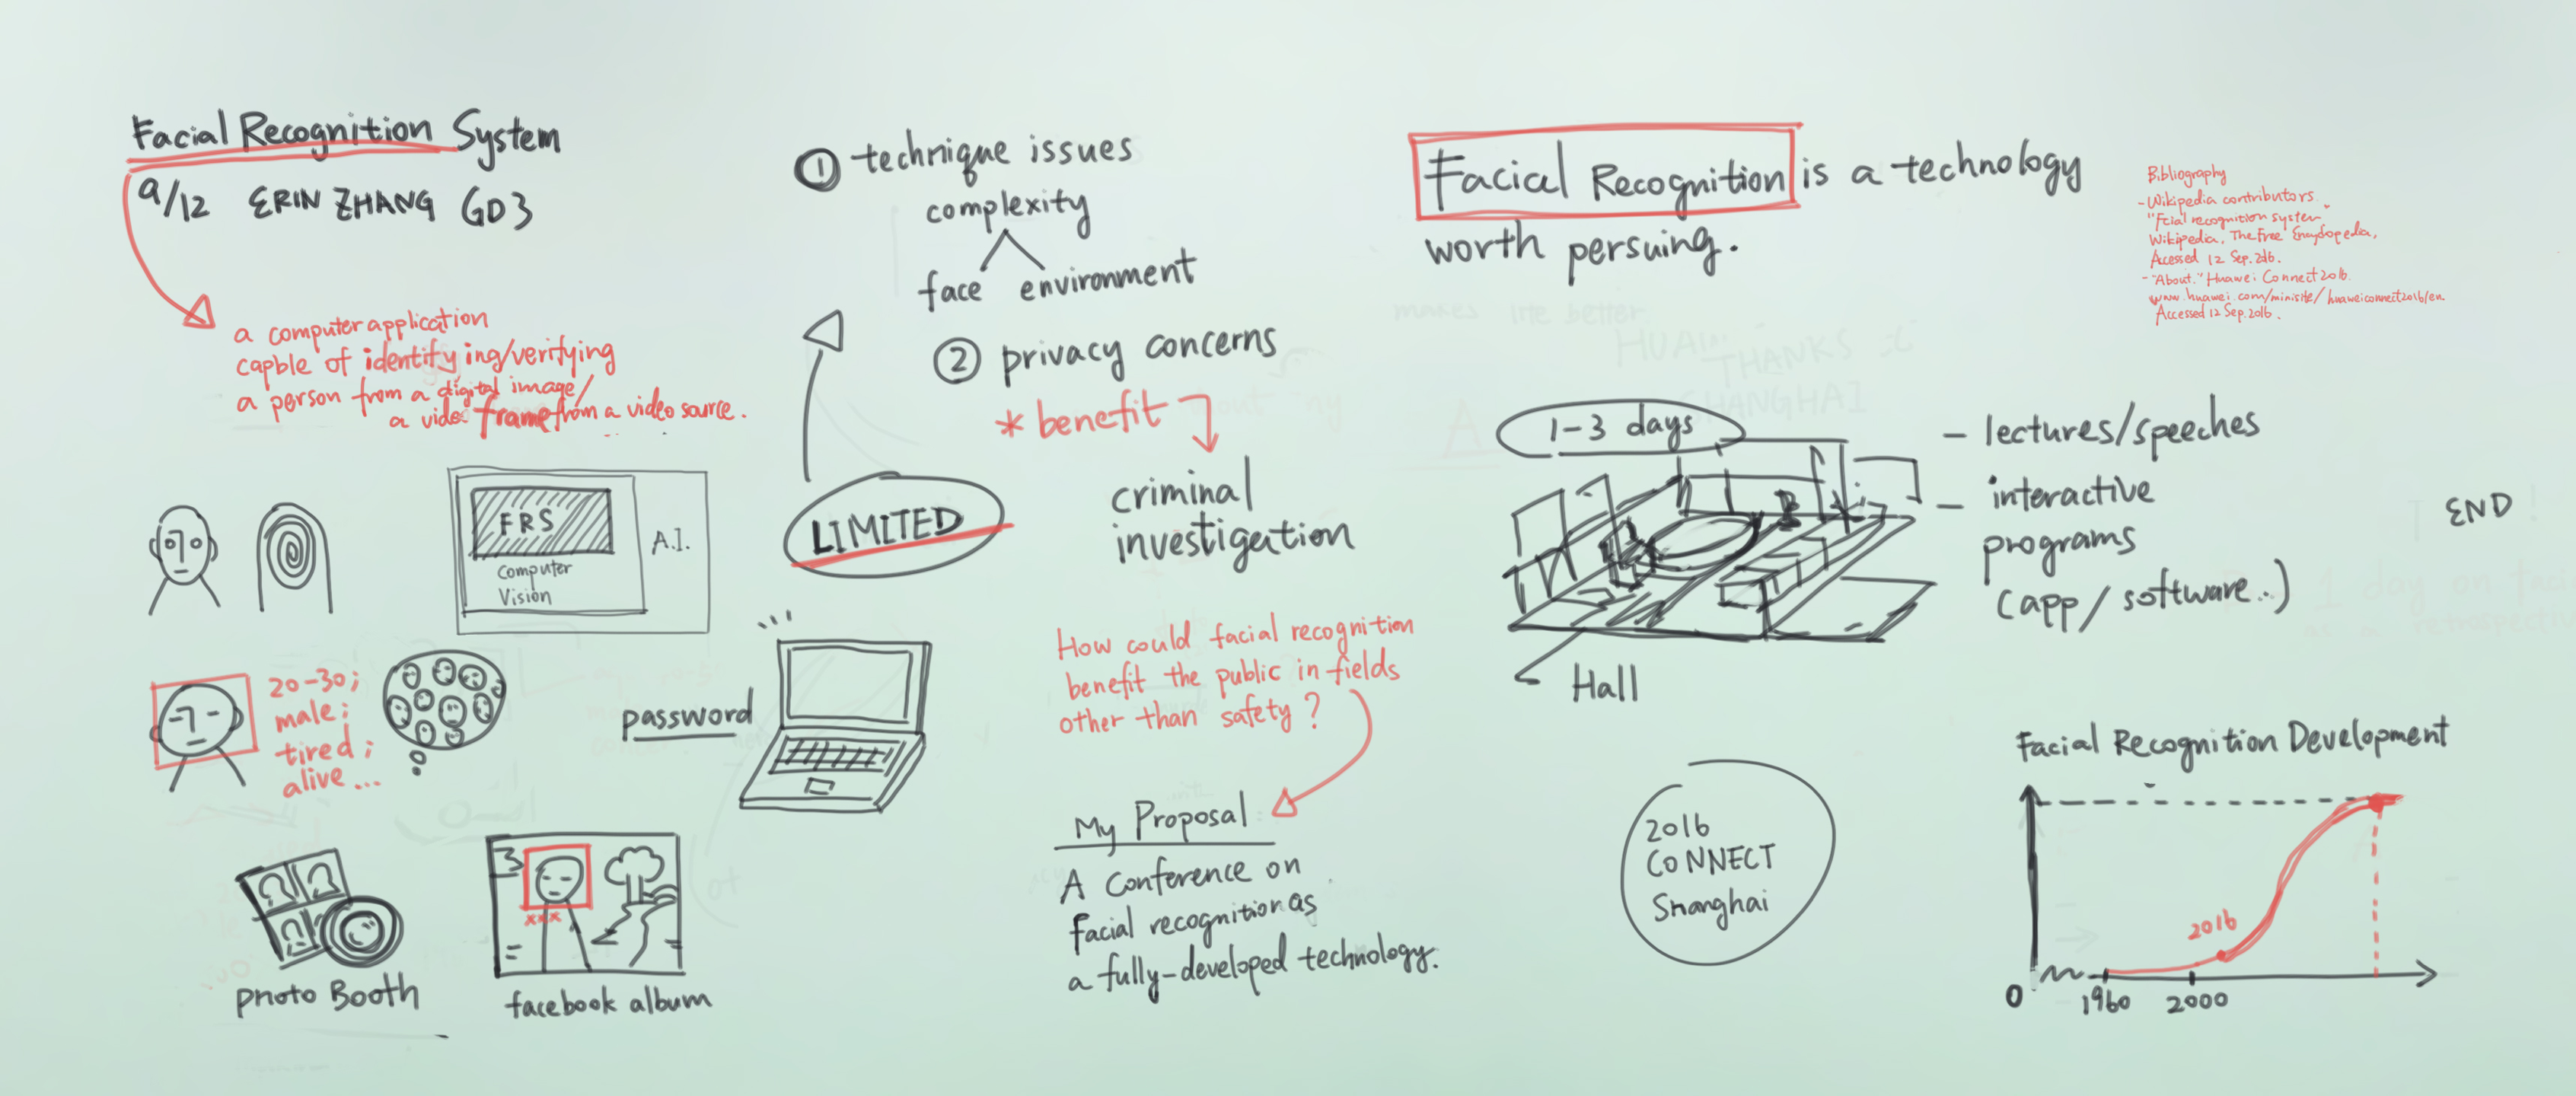 Facial Recognition System
9/12 ERIN ZHANG GD3
a computer application
capble of identifying/verifying
a person from a digital image/
a video frame from a video source.
FRS
Computer
Vision
A.I.
20-30;
male;
tired;
alive...
password
photo Booth
xxx
facebook album
① technique issues
complexity
face environment
② privacy concerns
* benefit
criminal
investigation
LIMITED
How could facial recognition
benefit the public in fields
other than safety?
My Proposal
A Conference on
facial recognition as
a fully-developed technology.
Facial Recognition is a technology
worth persuing.
1-3 days
Hall
- lectures/speeches
- interactive
programs
(app/software..)
2016
CONNECT
Shanghai
Bibliography
- Wikipedia contributors.
"Fcial recognition system.
Wikipedia, The Free
Accessed 12 Sep. 2016.
- "About." Huawei Connect 2016.
www.huawei.com/minisite/huaweiconnect2016/en
Accessed 12 Sep. 2016.
END
Facial Recognition Development
2016
0
1960
2000